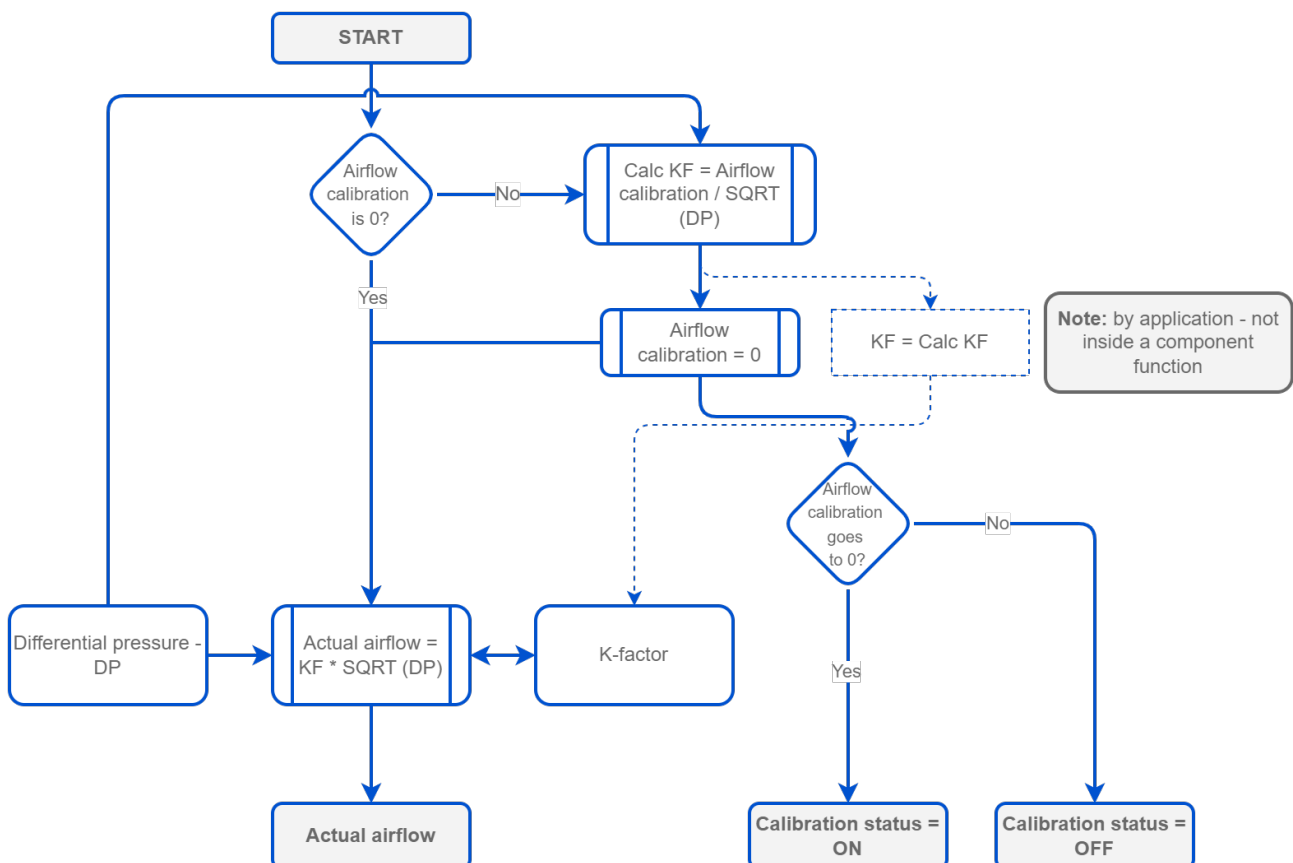 START
Airflow
calibration
is 0?
No
Calc KF = Airflow
calibration / SQRT
(DP)
Yes
Airflow
calibration = 0
KF = Calc KF
Note: by application - not
inside a component
function
Airflow
calibration
goes
to 0?
No
Differential pressure -
DP
Actual airflow =
KF * SQRT (DP)
K-factor
Yes
Actual airflow
Calibration status =
ON
Calibration status =
OFF